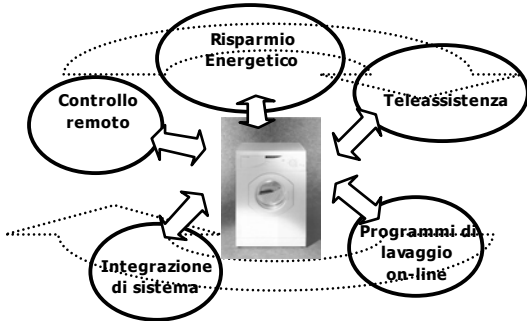 Risparmio
Energetico
Controllo
remoto
Teleassistenza
Integrazione
di sistema
Programmi di
lavaggio
on-line